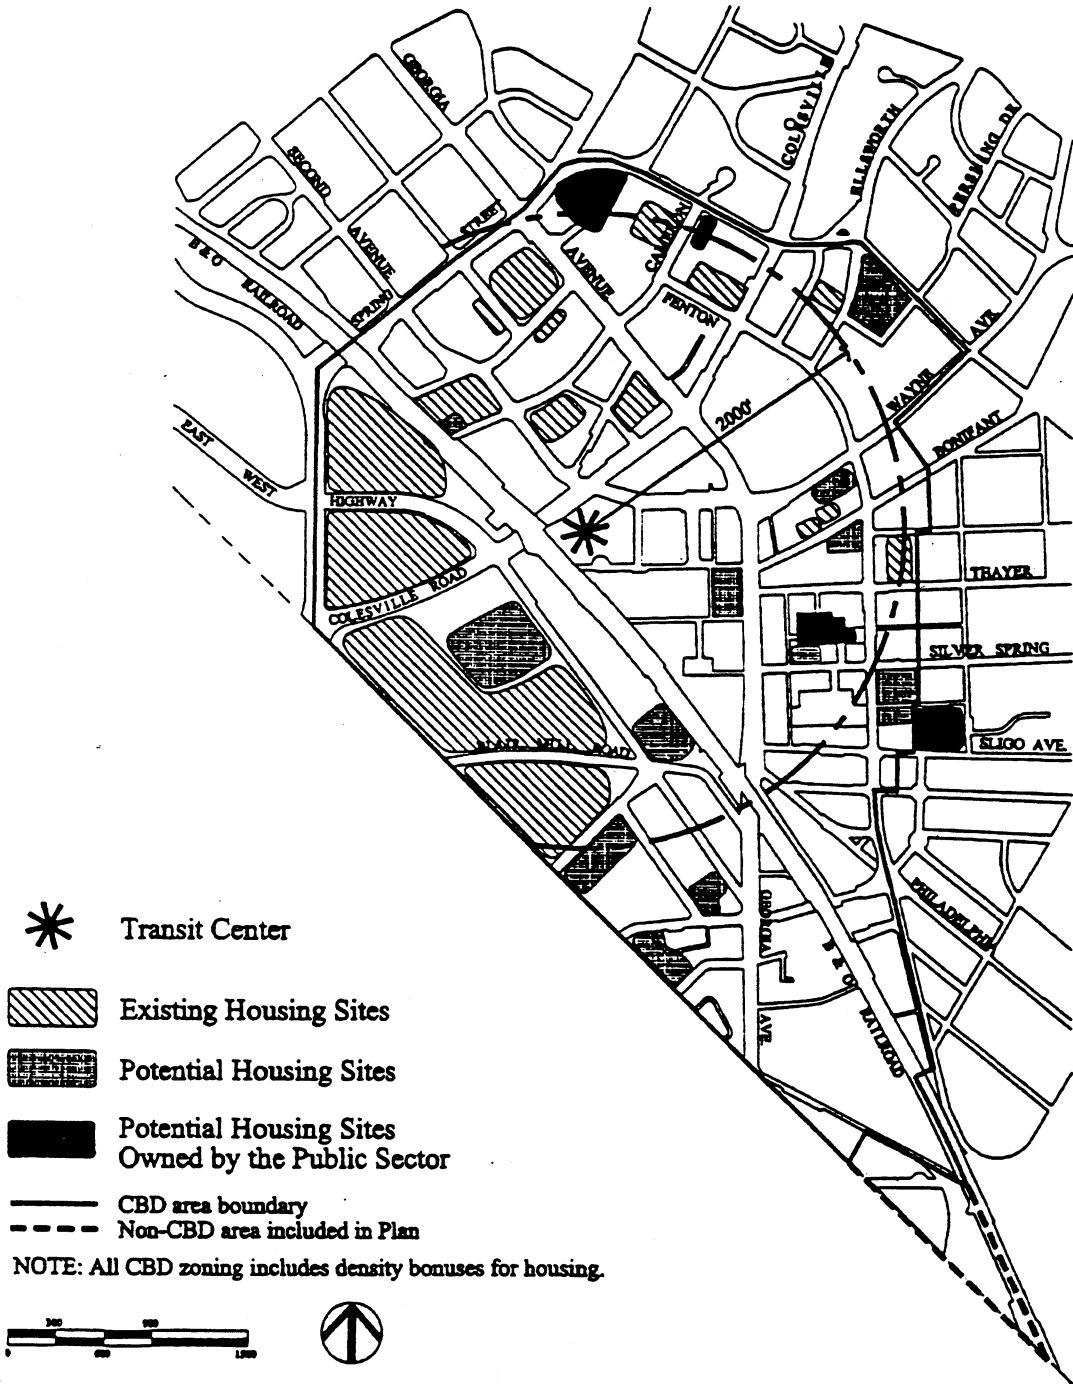 GEORGIA
COLESVILLE
ELLSWORTH
PERSHING DR.
SECOND
AVENUE
SPRING
STREET
B & O
RAILROAD
AVENUE
CAMERON
FENTON
WAYNE
AVE.
BONIFANT
2000'
EAST
WEST
HIGHWAY
COLESVILLE ROAD
THAYER
SILVER SPRING
SLIGO AVE.
BLAIR MILL ROAD
PHILADELPHIA
GEORGIA
AVE.
B & O
RAILROAD
Transit Center
Existing Housing Sites
Potential Housing Sites
Potential Housing Sites
Owned by the Public Sector
CBD area boundary
Non-CBD area included in Plan
NOTE: All CBD zoning includes density bonuses for housing.